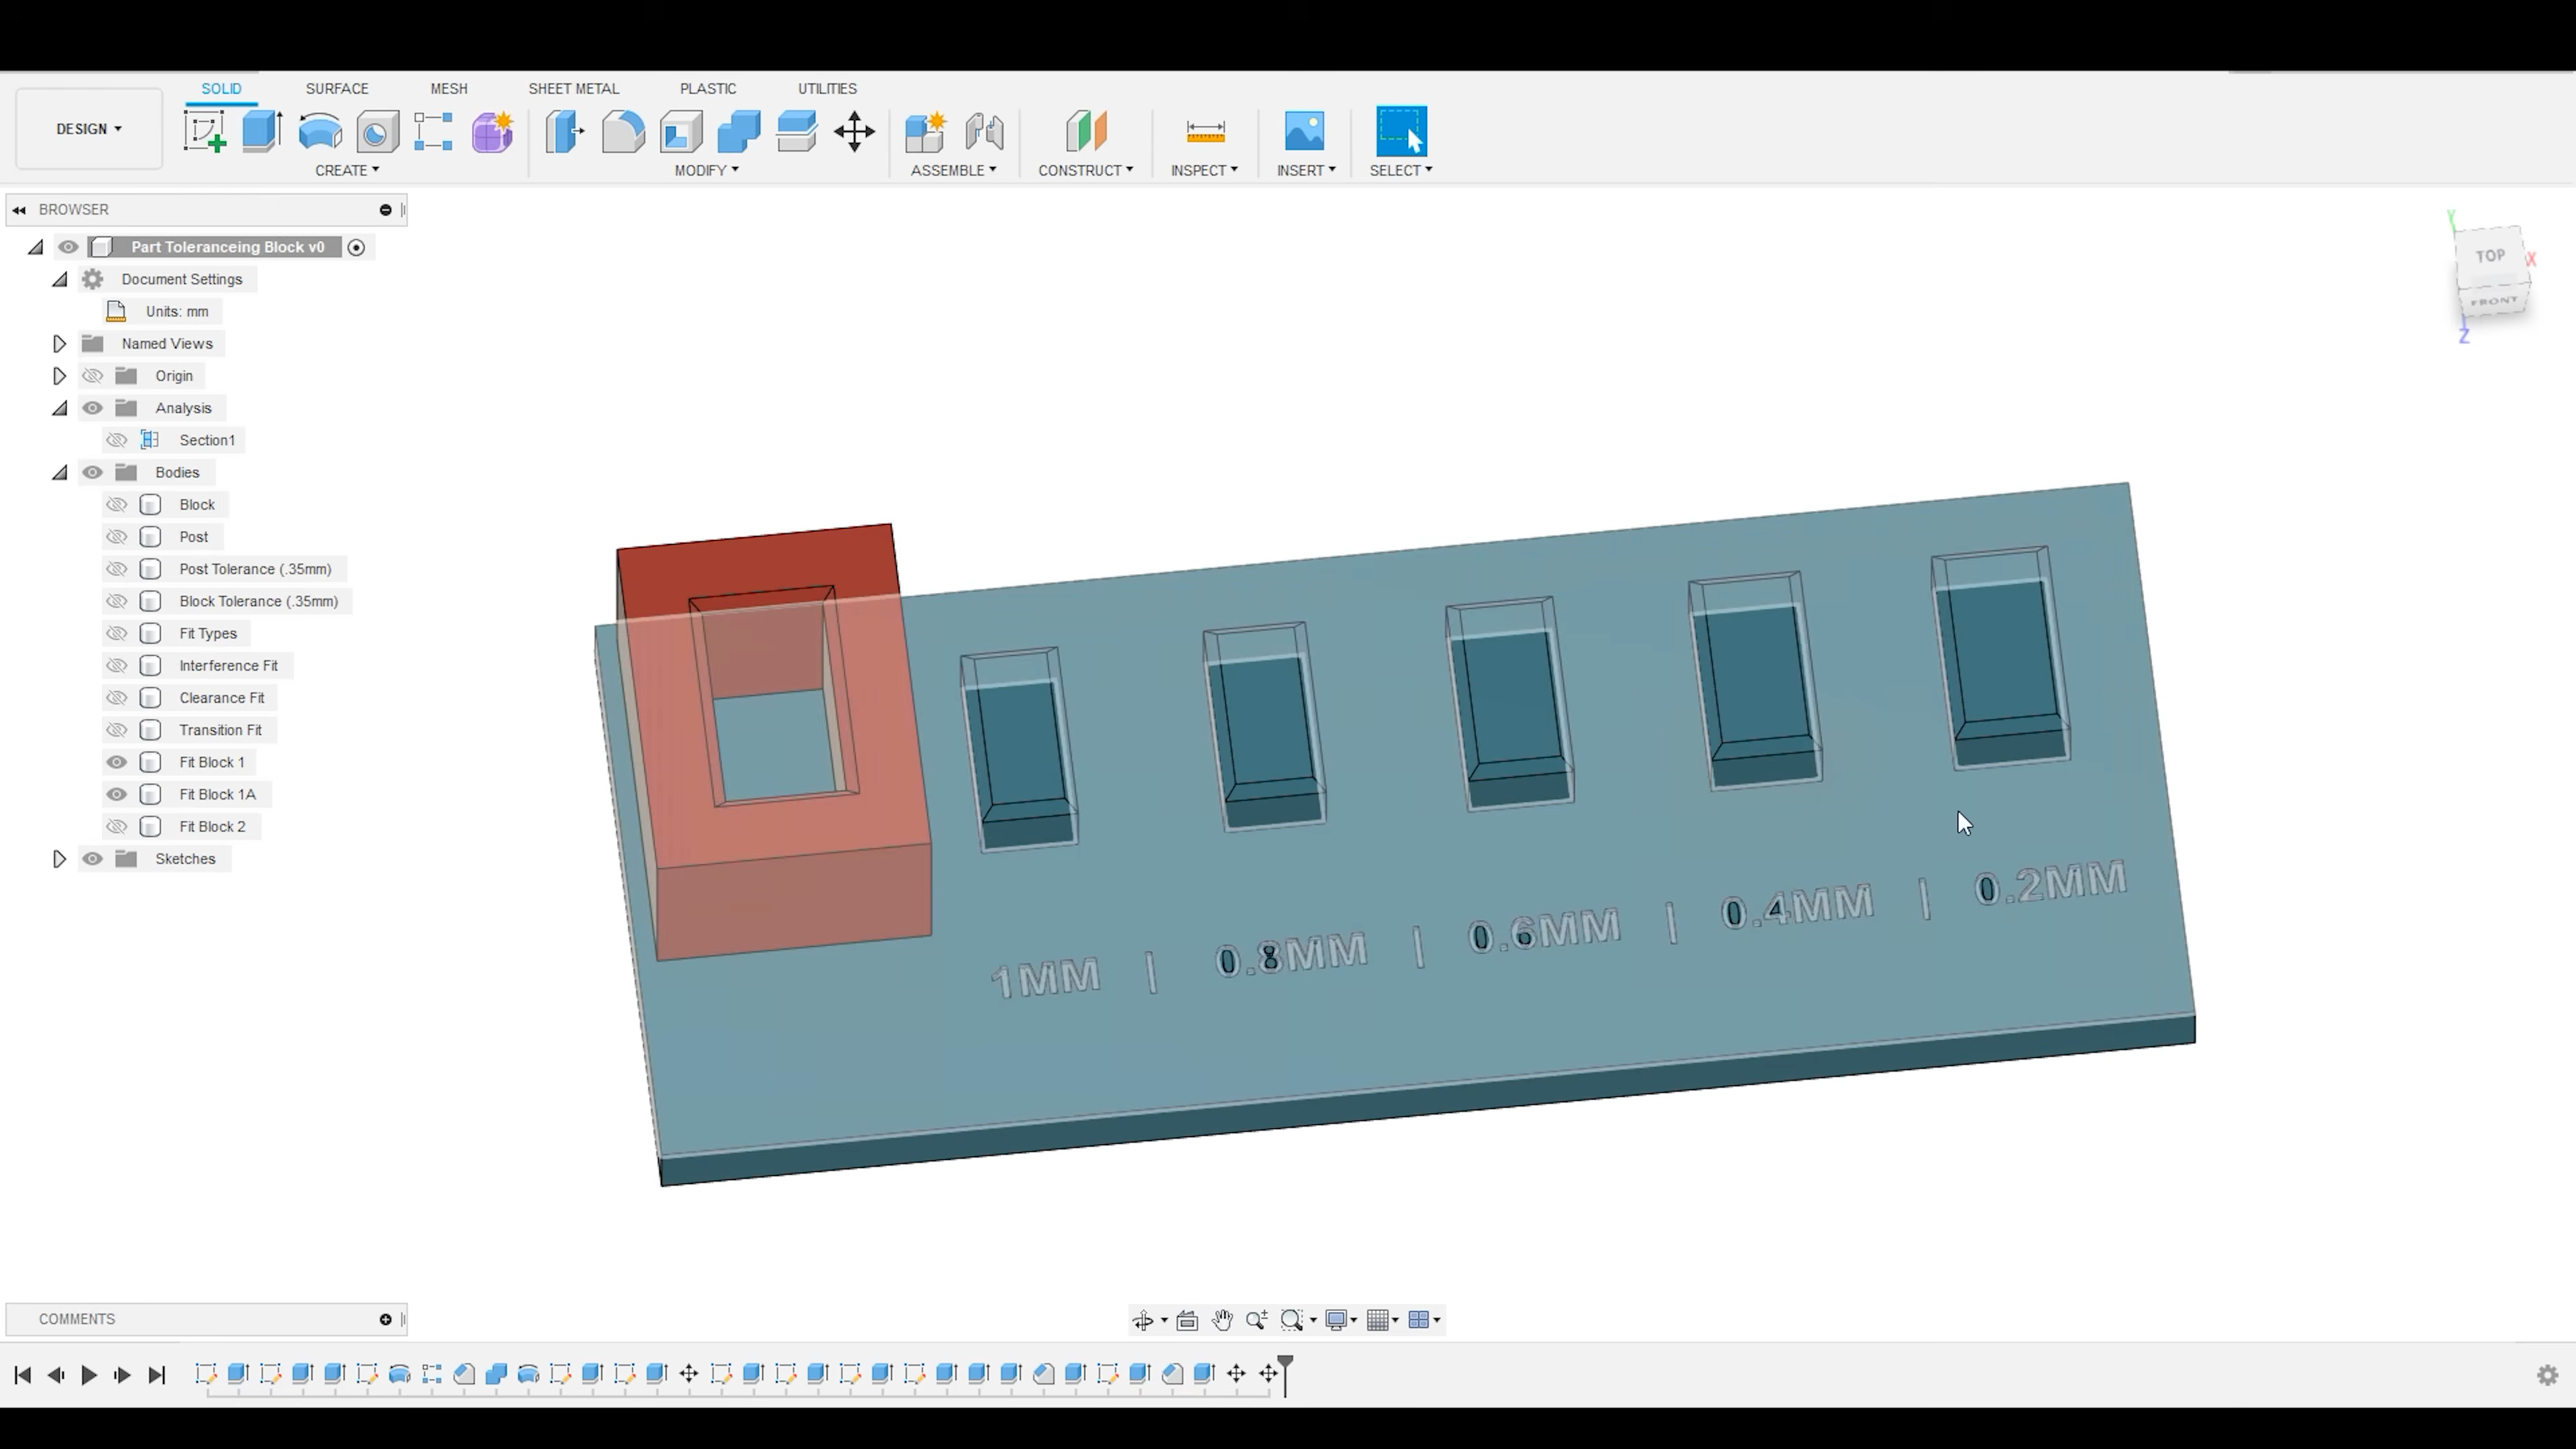 SOLID SURFACE MESH SHEET METAL PLASTIC UTILITIES
DESIGN
CREATE MODIFY ASSEMBLE CONSTRUCT INSPECT INSERT SELECT
BROWSER
Part Toleranceing Block v0
Document Settings
Units: mm
Named Views
Origin
Analysis
Section1
Bodies
Block
Post
Post Tolerance (.35mm)
Block Tolerance (.35mm)
Fit Types
Interference Fit
Clearance Fit
Transition Fit
Fit Block 1
Fit Block 1A
Fit Block 2
Sketches
Y
TOP
X
FRONT
Z
1MM | 0.8MM | 0.6MM | 0.4MM | 0.2MM
COMMENTS